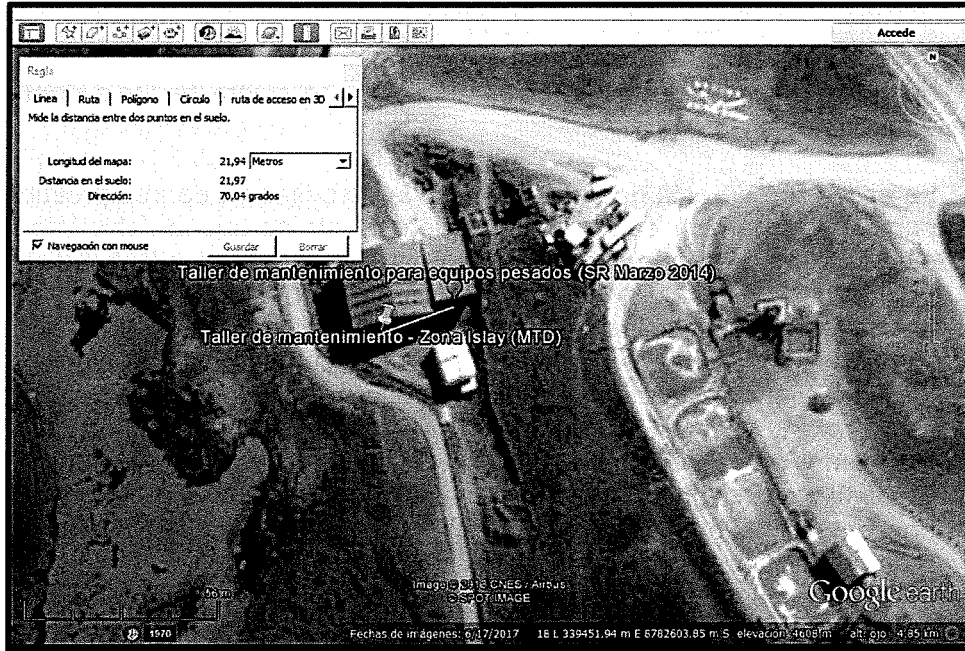 Accede
N
Regla
Línea | Ruta | Polígono | Círculo | ruta de acceso en 3D
Mide la distancia entre dos puntos en el suelo.
Longitud del mapa: 21,94 Metros
Distancia en el suelo: 21,97
Dirección: 70,04 grados
Navegación con mouse Guardar Borrar
Taller de mantenimiento para equipos pesados (SR Marzo 2014)
Taller de mantenimiento - Zona Islay (MTD)
56 m
Image © 2018 CNES / Airbus
© SPOT IMAGE
Google earth
1970
Fechas de imágenes: 6/17/2017 18 L 339451.94 m E 8782603.85 m S elevación 4608 m alt. ojo 4.85 km